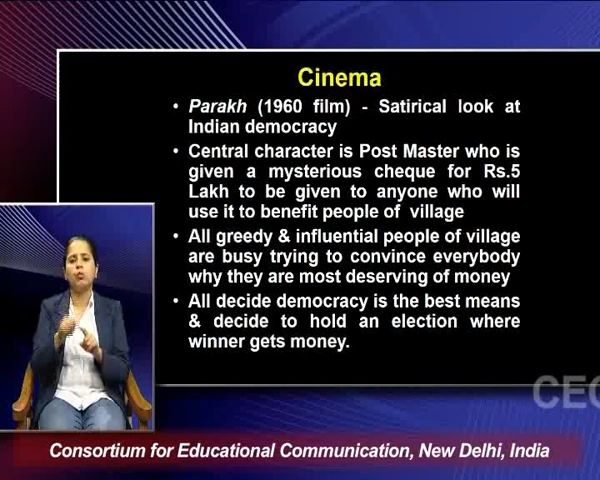 Cinema
• Parakh (1960 film) - Satirical look at
Indian democracy
• Central character is Post Master who is
given a mysterious cheque for Rs.5
Lakh to be given to anyone who will
use it to benefit people of village
• All greedy & influential people of village
are busy trying to convince everybody
why they are most deserving of money
• All decide democracy is the best means
& decide to hold an election where
winner gets money.
CEC
Consortium for Educational Communication, New Delhi, India